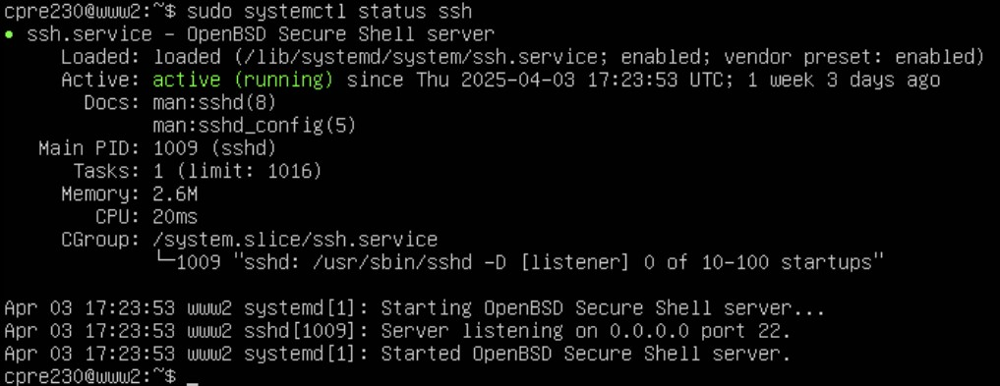 cpre230@www2:~$ sudo systemctl status ssh
● ssh.service - OpenBSD Secure Shell server
     Loaded: loaded (/lib/systemd/system/ssh.service; enabled; vendor preset: enabled)
     Active: active (running) since Thu 2025-04-03 17:23:53 UTC; 1 week 3 days ago
       Docs: man:sshd(8)
             man:sshd_config(5)
   Main PID: 1009 (sshd)
      Tasks: 1 (limit: 1016)
     Memory: 2.6M
        CPU: 20ms
     CGroup: /system.slice/ssh.service
             └─1009 "sshd: /usr/sbin/sshd -D [listener] 0 of 10-100 startups"

Apr 03 17:23:53 www2 systemd[1]: Starting OpenBSD Secure Shell server...
Apr 03 17:23:53 www2 sshd[1009]: Server listening on 0.0.0.0 port 22.
Apr 03 17:23:53 www2 systemd[1]: Started OpenBSD Secure Shell server.
cpre230@www2:~$ _